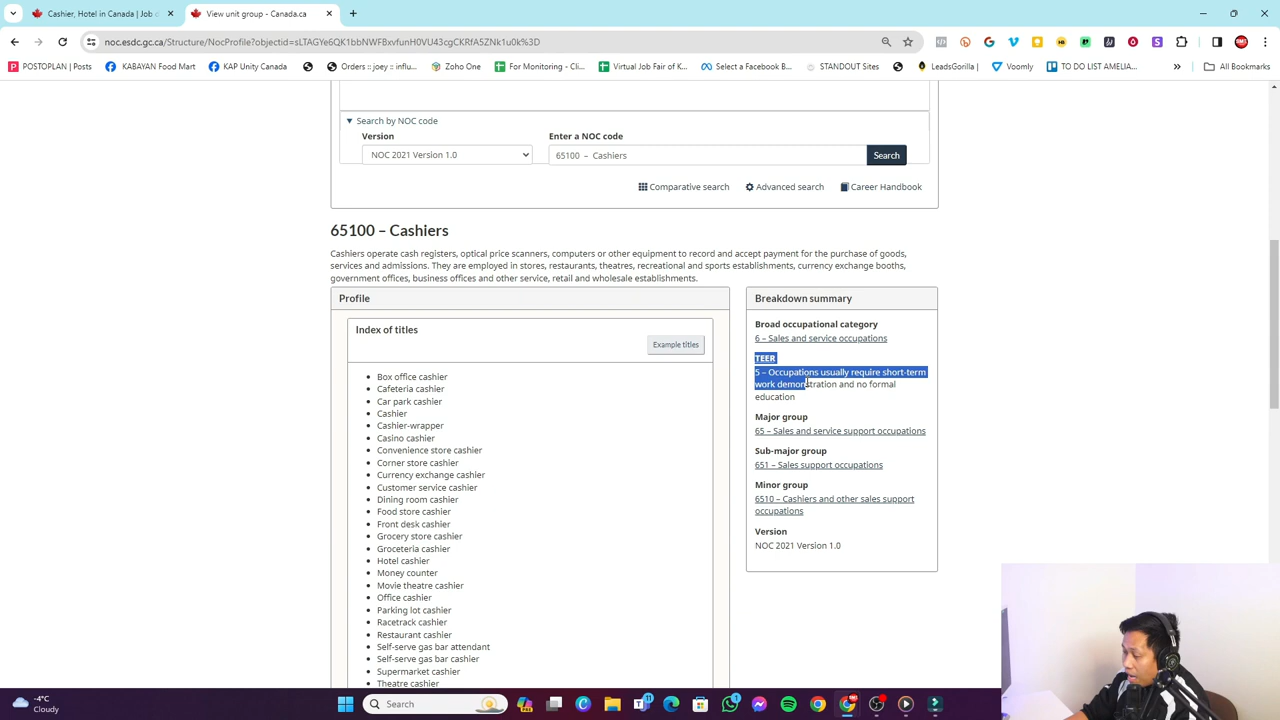 Cashier, Hotel in Canada | Job
View unit group - Canada.ca
noc.esdc.gc.ca/Structure/NocProfile?objectid=sLTAGYe6QK1bbNWFBxvfunH0VU43cgCKRfA5ZNk1u0k%3D
POSTOPLAN | Posts
KABAYAN Food Mart
KAP Unity Canada
Orders :: joey :: influ...
Zoho One
For Monitoring - Cli...
Virtual Job Fair of K...
Select a Facebook B...
STANDOUT Sites
LeadsGorilla |
Voomly
TO DO LIST AMELIA...
All Bookmarks
Search by NOC code
Version
Enter a NOC code
NOC 2021 Version 1.0
65100 – Cashiers
Search
Comparative search
Advanced search
Career Handbook
65100 – Cashiers
Cashiers operate cash registers, optical price scanners, computers or other equipment to record and accept payment for the purchase of goods,
services and admissions. They are employed in stores, restaurants, theatres, recreational and sports establishments, currency exchange booths,
government offices, business offices and other service, retail and wholesale establishments.
Profile
Index of titles
Example titles
Box office cashier
Cafeteria cashier
Car park cashier
Cashier
Cashier-wrapper
Casino cashier
Convenience store cashier
Corner store cashier
Currency exchange cashier
Customer service cashier
Dining room cashier
Food store cashier
Front desk cashier
Grocery store cashier
Groceteria cashier
Hotel cashier
Money counter
Movie theatre cashier
Office cashier
Parking lot cashier
Racetrack cashier
Restaurant cashier
Self-serve gas bar attendant
Self-serve gas bar cashier
Supermarket cashier
Theatre cashier
Breakdown summary
Broad occupational category
6 – Sales and service occupations
TEER
5 – Occupations usually require short-term
work demonstration and no formal
education
Major group
65 – Sales and service support occupations
Sub-major group
651 – Sales support occupations
Minor group
6510 – Cashiers and other sales support
occupations
Version
NOC 2021 Version 1.0
-4°C
Cloudy
Search